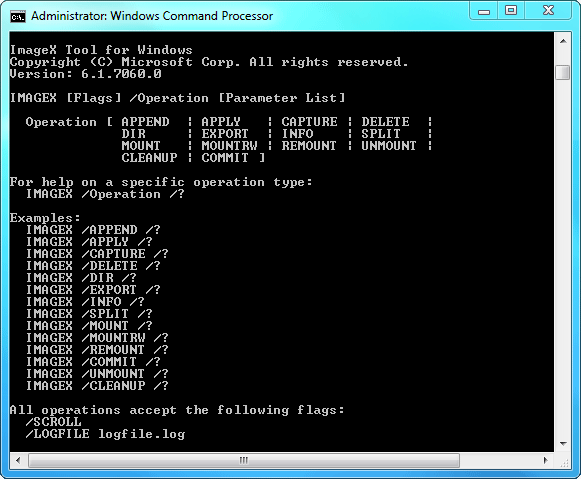 Administrator: Windows Command Processor
ImageX Tool for Windows
Copyright (C) Microsoft Corp. All rights reserved.
Version: 6.1.7060.0
IMAGEX [Flags] /Operation [Parameter List]
Operation [ APPEND | APPLY | CAPTURE | DELETE |
DIR | EXPORT | INFO | SPLIT |
MOUNT | MOUNTRW | REMOUNT | UNMOUNT |
CLEANUP | COMMIT ]
For help on a specific operation type:
IMAGEX /Operation /?
Examples:
IMAGEX /APPEND /?
IMAGEX /APPLY /?
IMAGEX /CAPTURE /?
IMAGEX /DELETE /?
IMAGEX /DIR /?
IMAGEX /EXPORT /?
IMAGEX /INFO /?
IMAGEX /SPLIT /?
IMAGEX /MOUNT /?
IMAGEX /MOUNTRW /?
IMAGEX /REMOUNT /?
IMAGEX /COMMIT /?
IMAGEX /UNMOUNT /?
IMAGEX /CLEANUP /?
All operations accept the following flags:
/SCROLL
/LOGFILE logfile.log